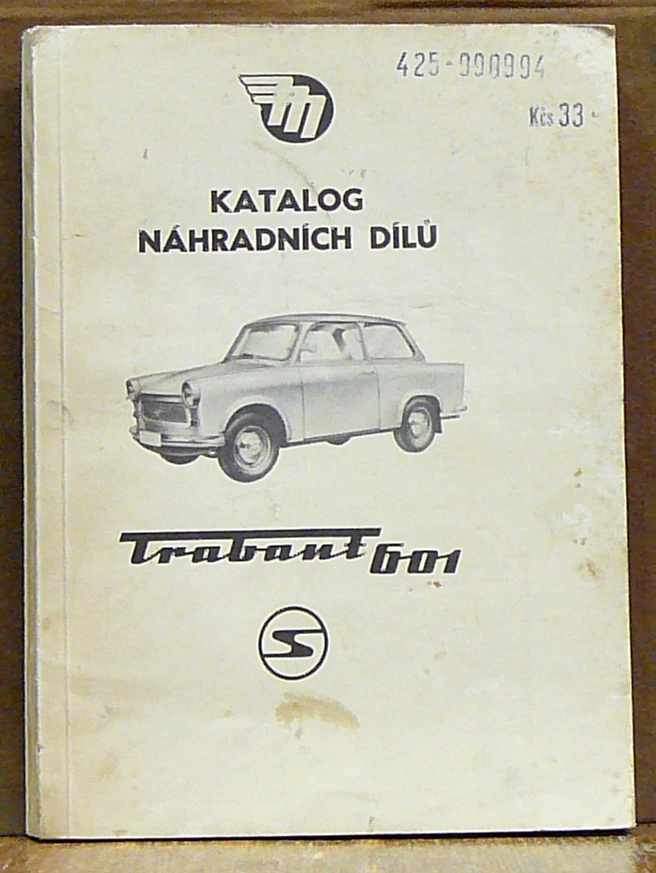 425-990994
Kčs 33.-
KATALOG
NÁHRADNÍCH DÍLŮ
Trabant 601
S